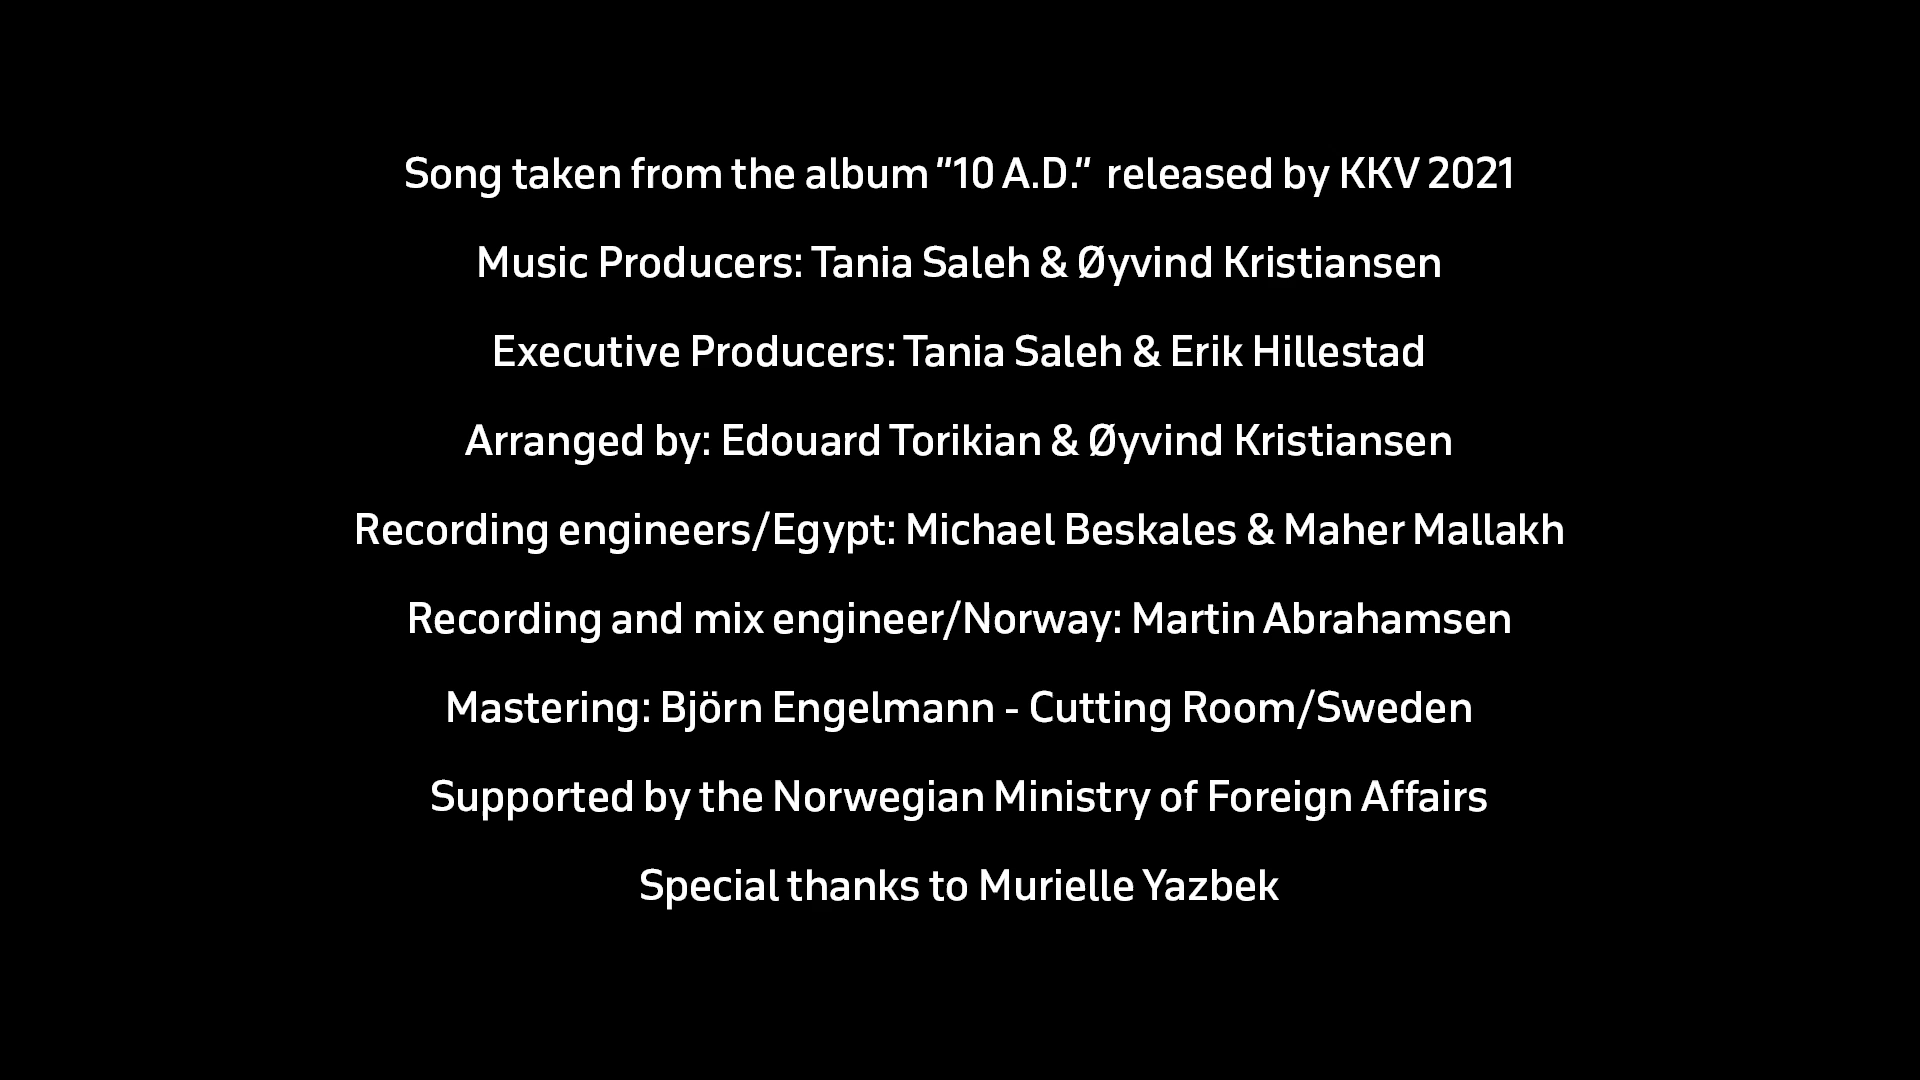 Song taken from the album "10 A.D." released by KKV 2021
Music Producers: Tania Saleh & Øyvind Kristiansen
Executive Producers: Tania Saleh & Erik Hillestad
Arranged by: Edouard Torikian & Øyvind Kristiansen
Recording engineers/Egypt: Michael Beskales & Maher Mallakh
Recording and mix engineer/Norway: Martin Abrahamsen
Mastering: Björn Engelmann - Cutting Room/Sweden
Supported by the Norwegian Ministry of Foreign Affairs
Special thanks to Murielle Yazbek